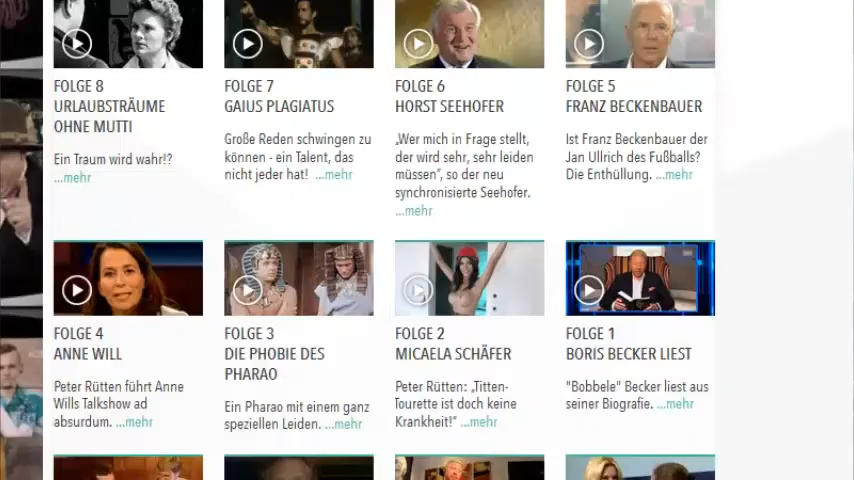 FOLGE 8
URLAUBSTRÄUME
OHNE MUTTI
Ein Traum wird wahr!?
...mehr
FOLGE 7
GAIUS PLAGIATUS
Große Reden schwingen zu
können - ein Talent, das
nicht jeder hat! ...mehr
FOLGE 6
HORST SEEHOFER
„Wer mich in Frage stellt,
der wird sehr, sehr leiden
müssen“, so der neu
synchronisierte Seehofer.
...mehr
FOLGE 5
FRANZ BECKENBAUER
Ist Franz Beckenbauer der
Jan Ullrich des Fußballs?
Die Enthüllung. ...mehr
FOLGE 4
ANNE WILL
Peter Rütten führt Anne
Wills Talkshow ad
absurdum. ...mehr
FOLGE 3
DIE PHOBIE DES
PHARAO
Ein Pharao mit einem ganz
speziellen Leiden. ...mehr
FOLGE 2
MICAELA SCHÄFER
Peter Rütten: „Titten-
Tourette ist doch keine
Krankheit!“ ...mehr
FOLGE 1
BORIS BECKER LIEST
"Bobbele" Becker liest aus
seiner Biografie. ...mehr